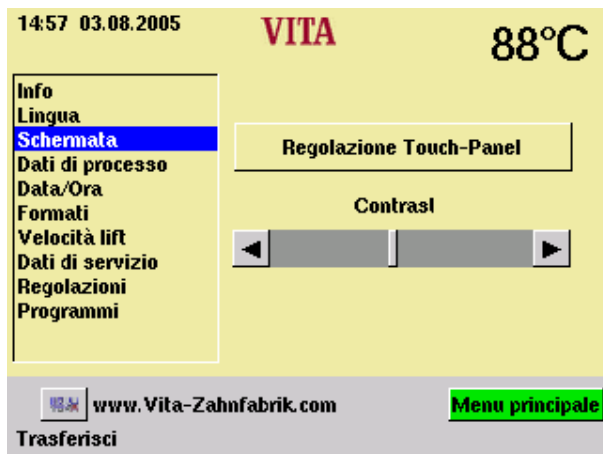 14:57 03.08.2005
VITA
88°C
Info
Lingua
Schermata
Dati di processo
Data/Ora
Formati
Velocità lift
Dati di servizio
Regolazioni
Programmi
Regolazione Touch-Panel
Contrast
www.Vita-Zahnfabrik.com
Menu principale
Trasferisci